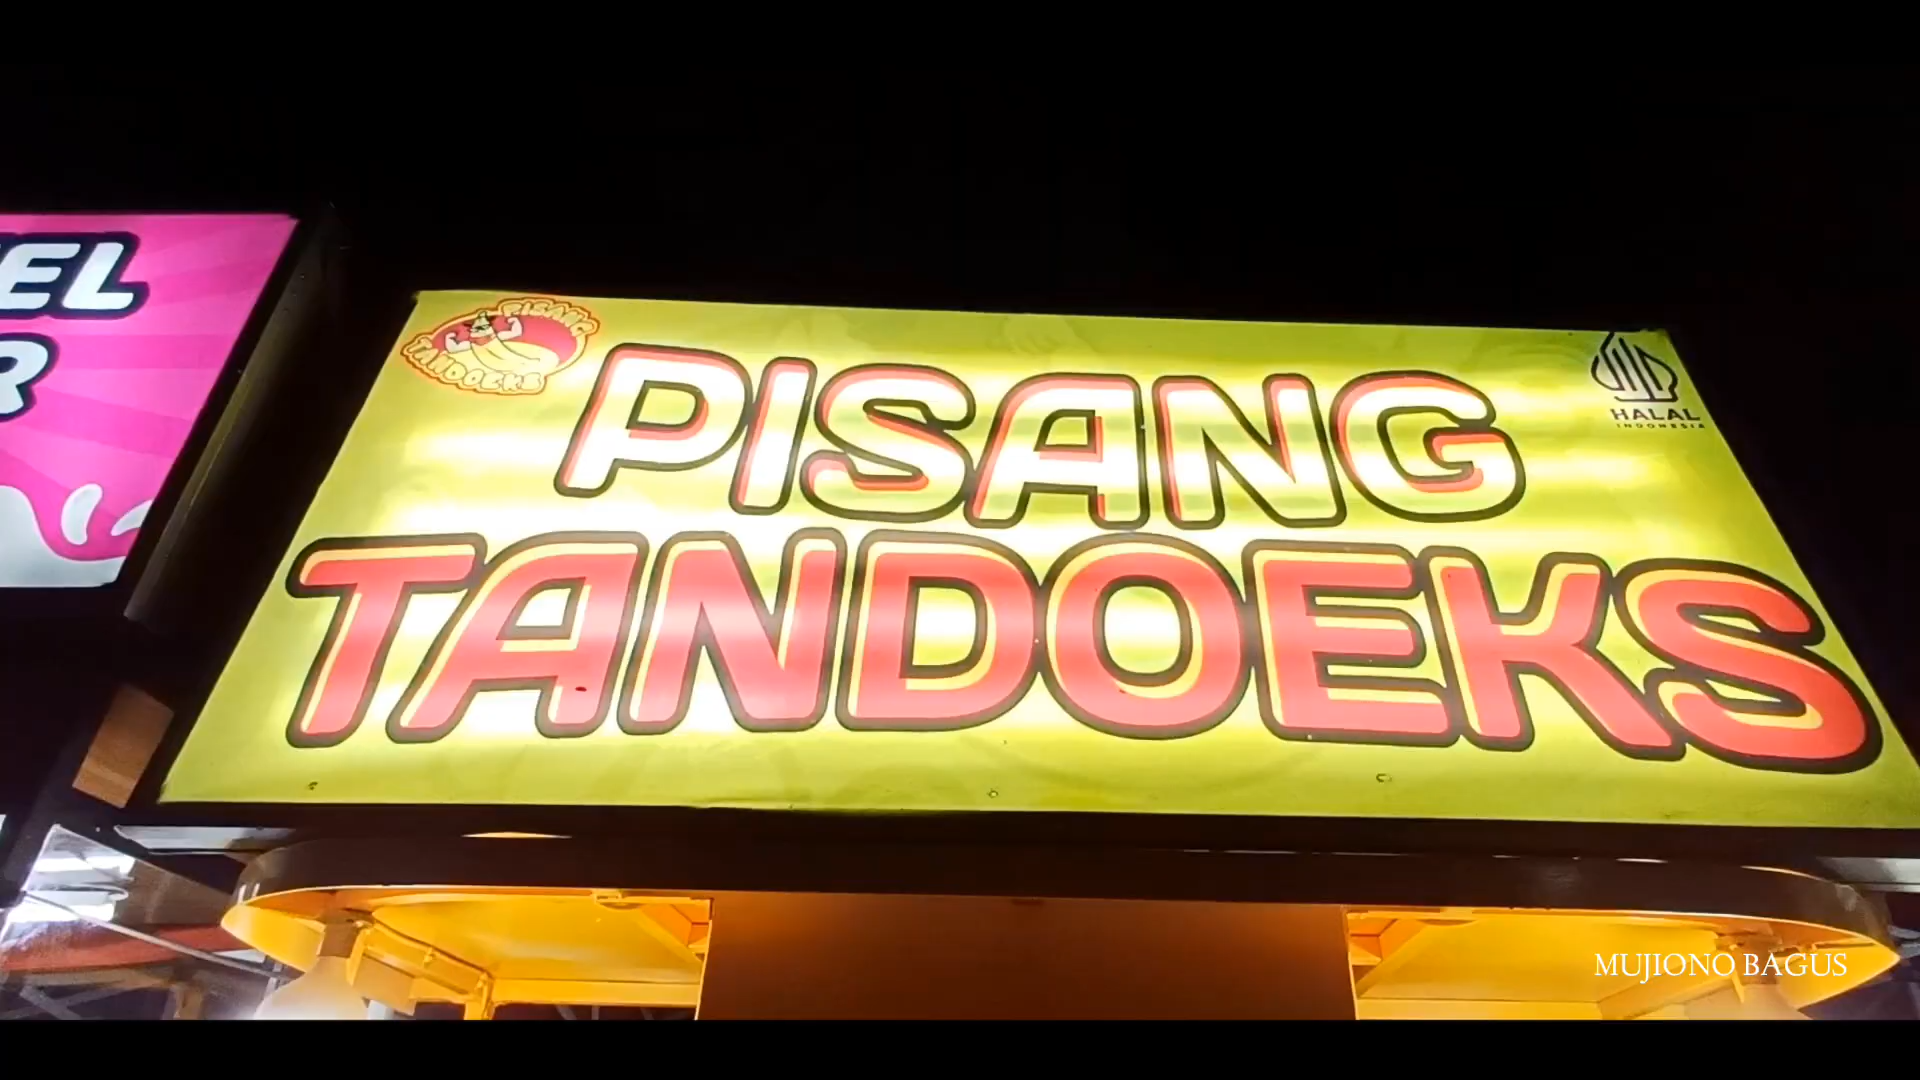 EL
R
PISANG
TANDOEKS
PISANG
TANDOEKS
HALAL
INDONESIA
MUJIONO BAGUS